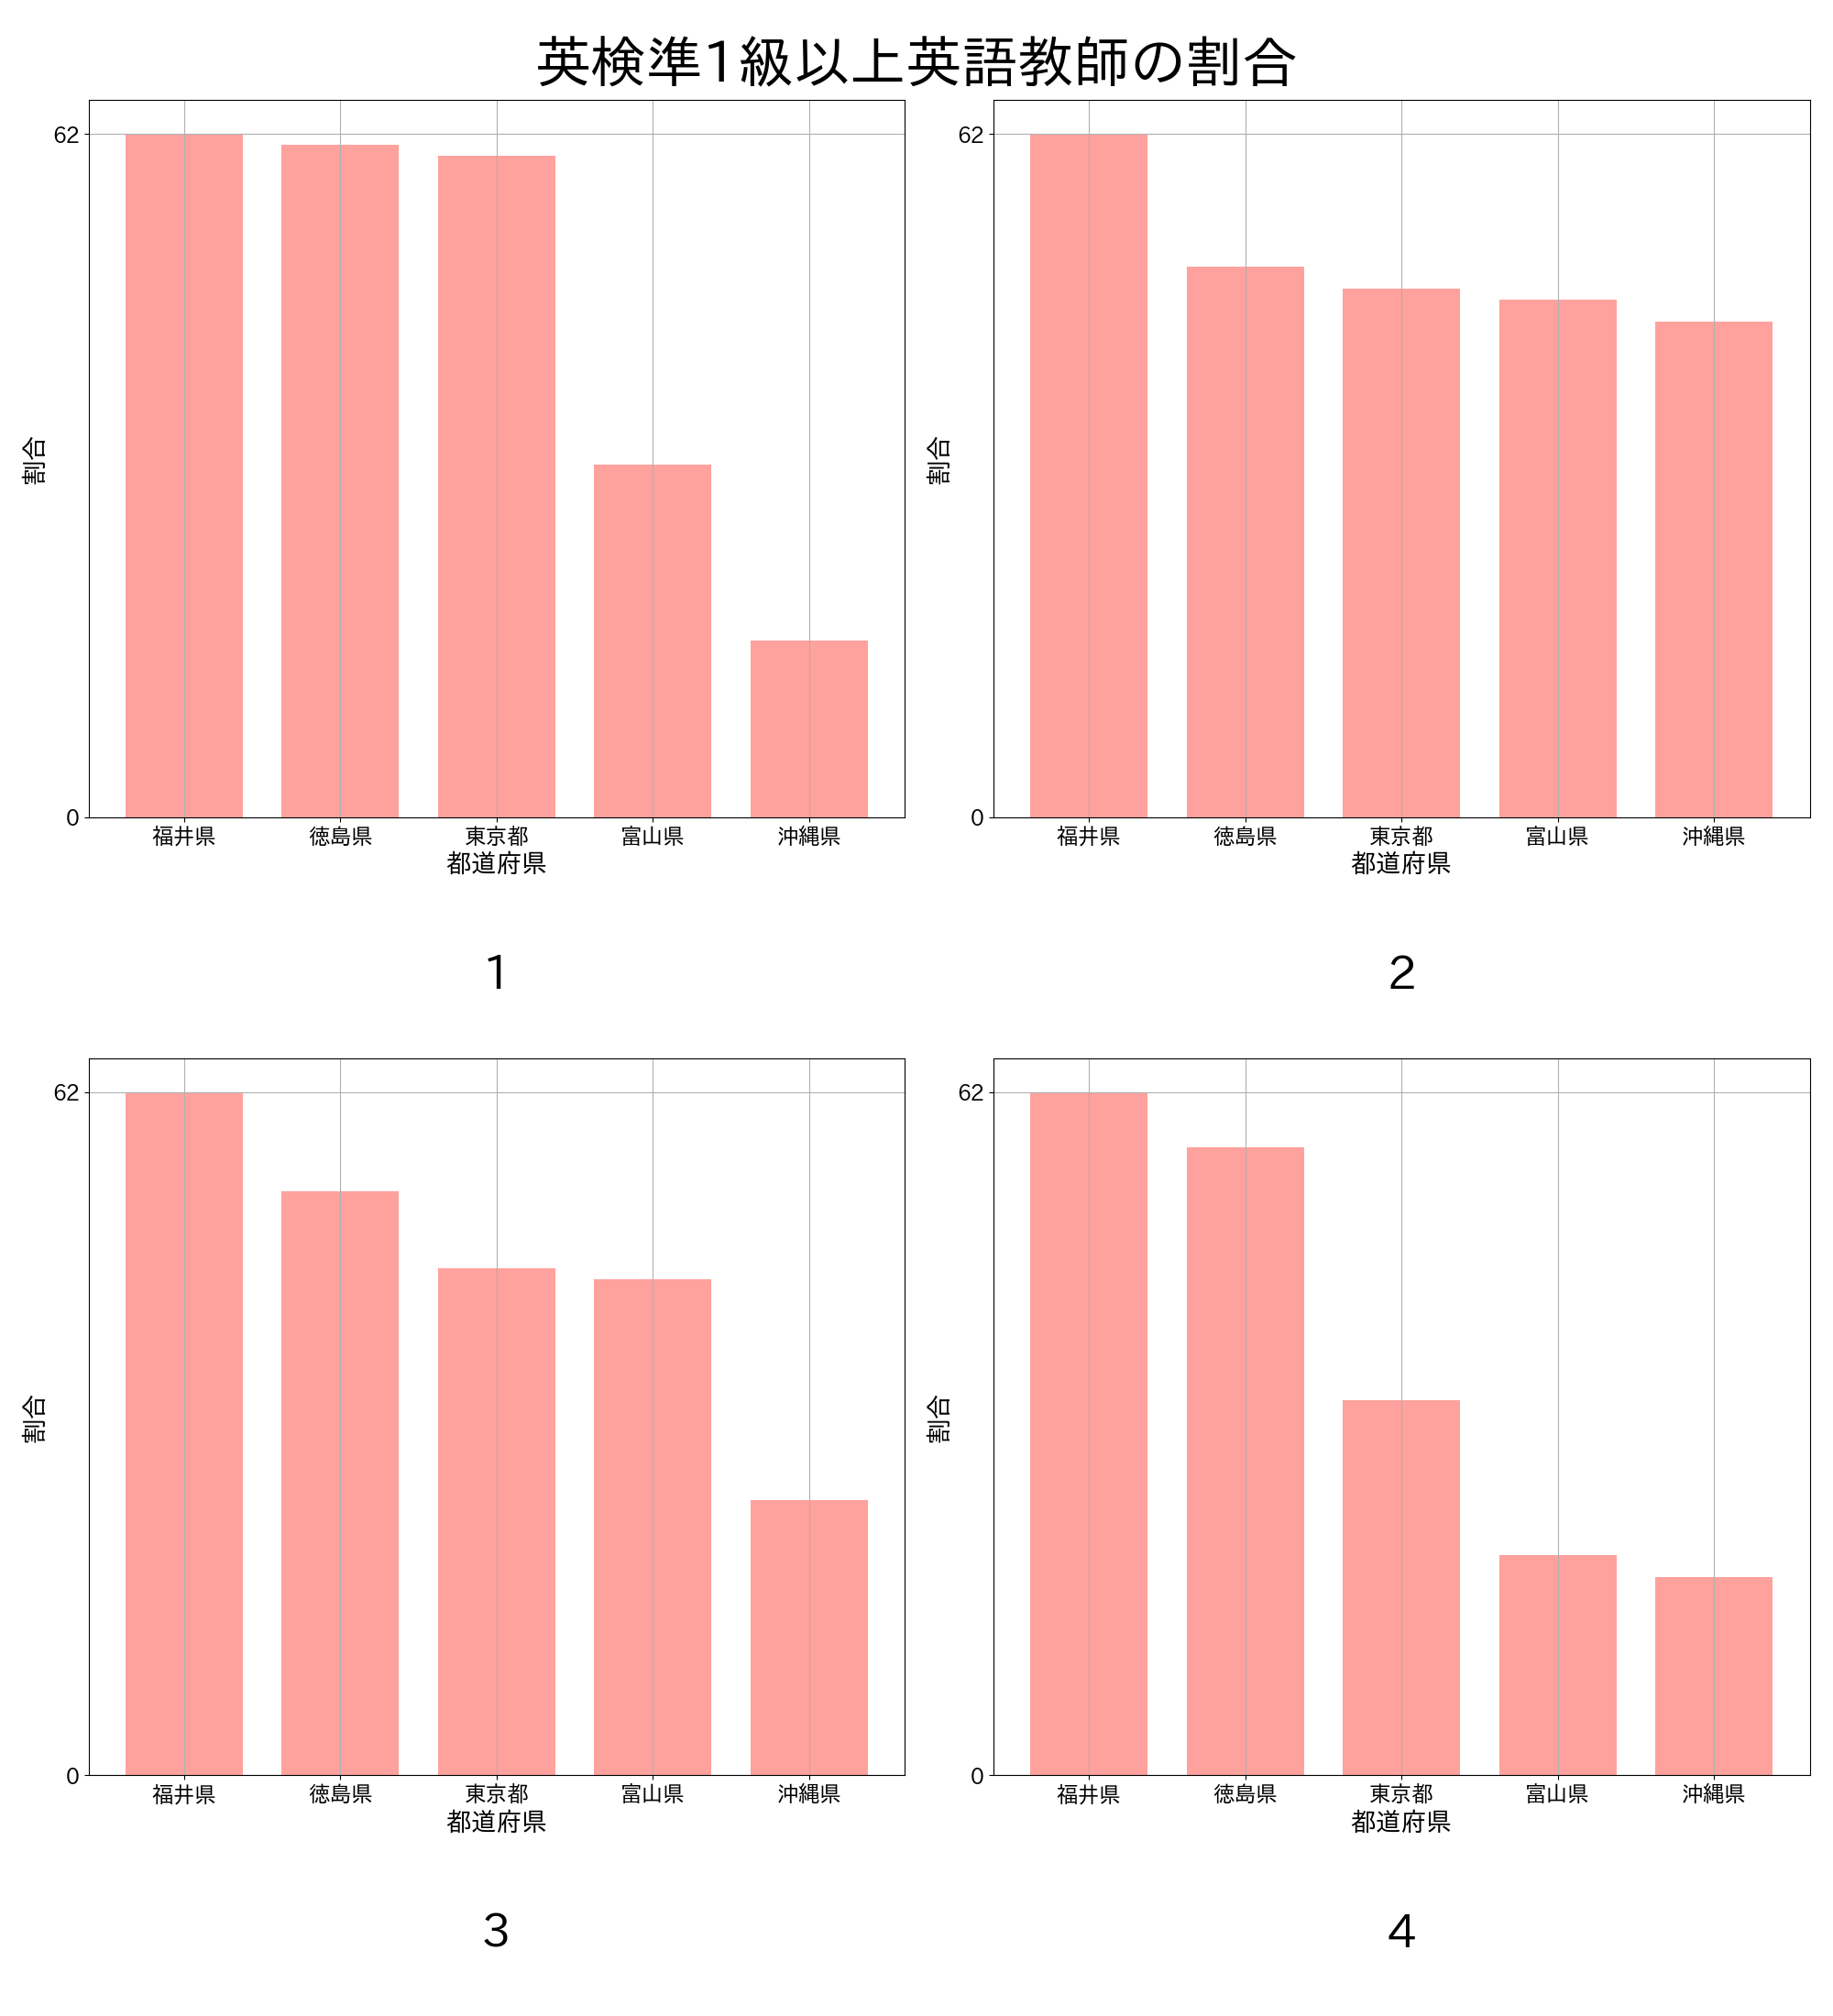 英検準1級以上英語教師の割合
62
0
割合
福井県 徳島県 東京都 富山県 沖縄県
都道府県
1
62
0
割合
福井県 徳島県 東京都 富山県 沖縄県
都道府県
2
62
0
割合
福井県 徳島県 東京都 富山県 沖縄県
都道府県
3
62
0
割合
福井県 徳島県 東京都 富山県 沖縄県
都道府県
4